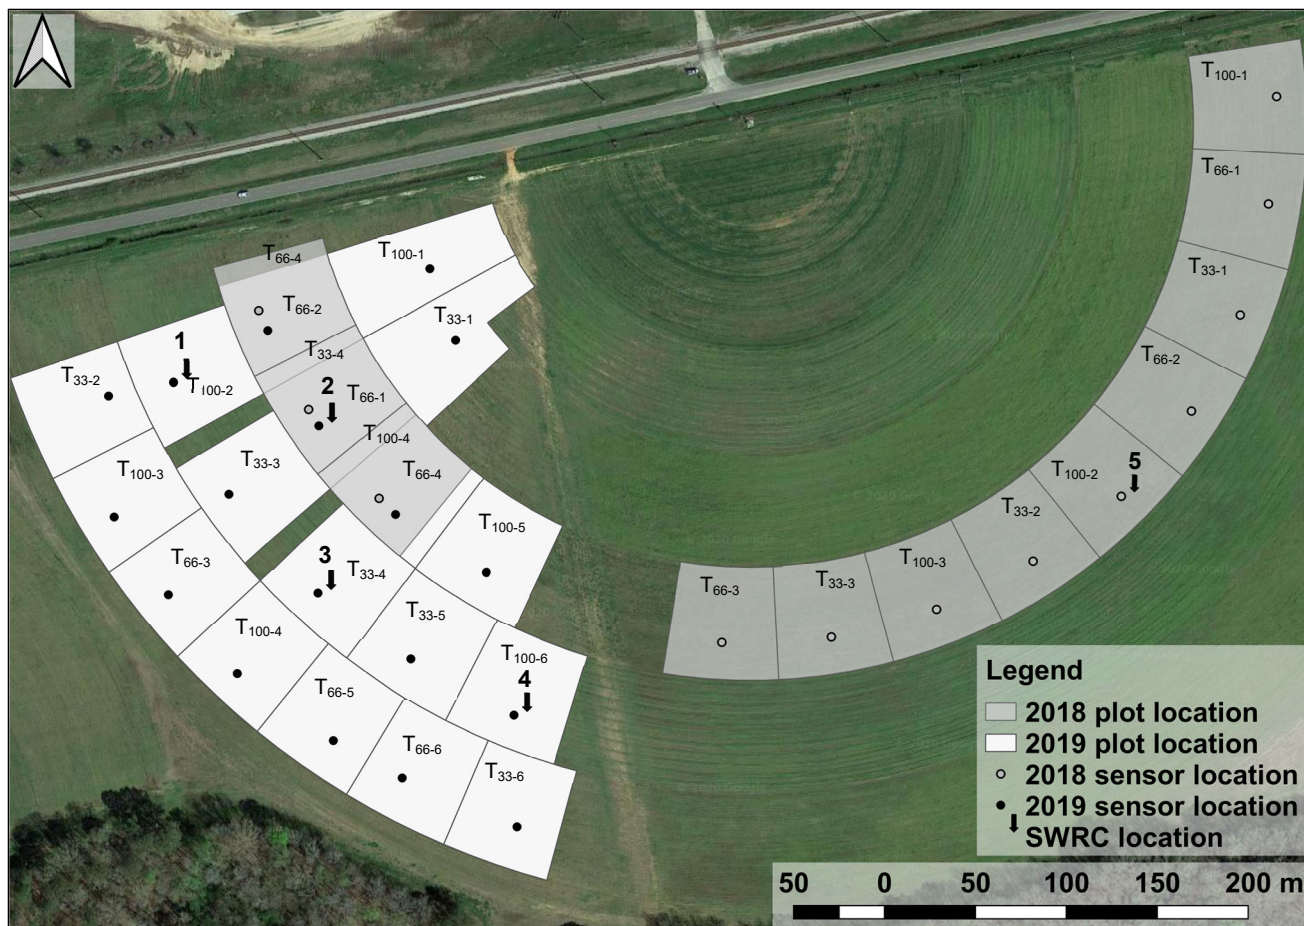 T100-1
T66-1
T33-1
T66-2
T100-2
5
T33-2
T100-3
T33-3
T66-3
T66-4
T100-1
T66-2
T33-1
1
T33-4
T33-2
T100-2
2
T66-1
T100-4
T100-3
T33-3
T66-4
T100-5
3
T66-3
T33-4
T33-5
T100-4
T100-6
4
T66-5
T66-6
T33-6
Legend
2018 plot location
2019 plot location
2018 sensor location
2019 sensor location
SWRC location
50 0 50 100 150 200 m